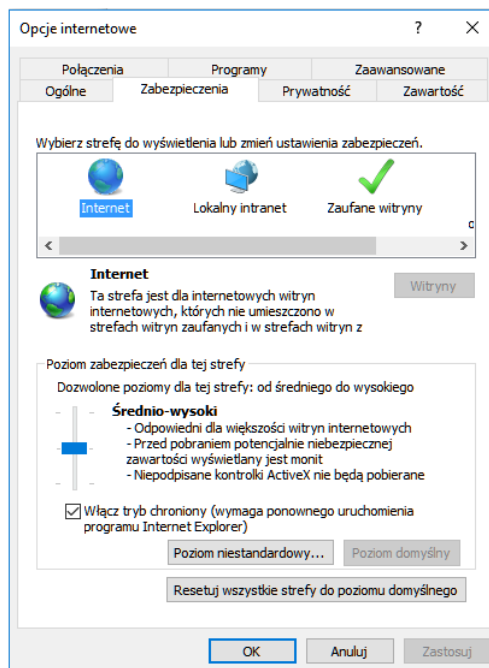 Opcje internetowe
Połączenia Programy Zaawansowane
Ogólne Zabezpieczenia Prywatność Zawartość
Wybierz strefę do wyświetlenia lub zmień ustawienia zabezpieczeń.
Internet Lokalny intranet Zaufane witryny
Internet
Witryny
Ta strefa jest dla internetowych witryn
internetowych, których nie umieszczono w
strefach witryn zaufanych i w strefach witryn z
Poziom zabezpieczeń dla tej strefy
Dozwolone poziomy dla tej strefy: od średniego do wysokiego
Średnio-wysoki
- Odpowiedni dla większości witryn internetowych
- Przed pobraniem potencjalnie niebezpiecznej
zawartości wyświetlany jest monit
- Niepodpisane kontrolki ActiveX nie będą pobierane
Włącz tryb chroniony (wymaga ponownego uruchomienia
programu Internet Explorer)
Poziom niestandardowy... Poziom domyślny
Resetuj wszystkie strefy do poziomu domyślnego
OK Anuluj Zastosuj